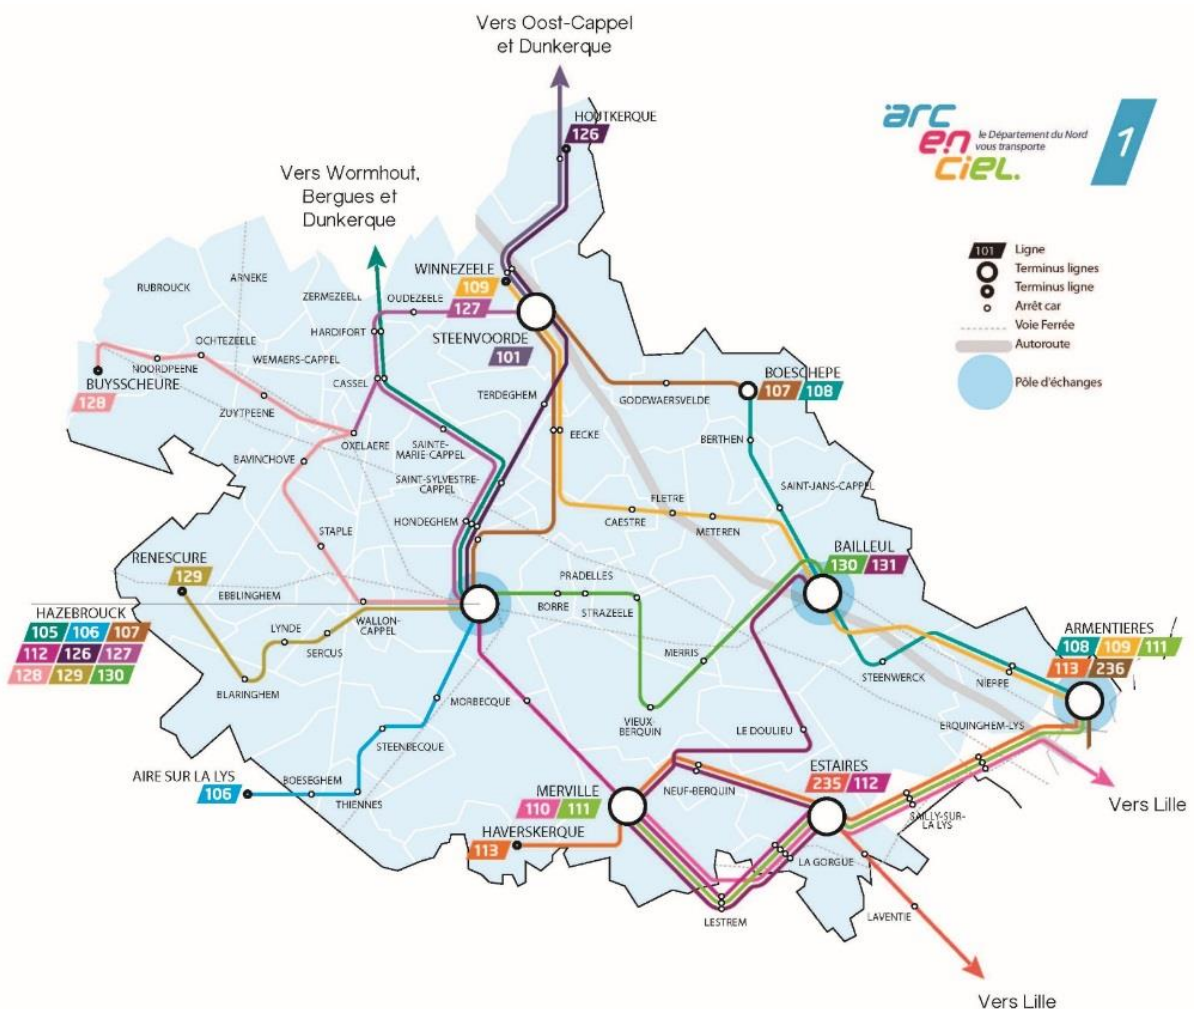 Vers Oost-Cappel
et Dunkerque
HOUTKERQUE
126
arc
en
ciel.
le Département du Nord
vous transporte
1
Vers Wormhout,
Bergues et
Dunkerque
101 Ligne
Terminus lignes
Terminus ligne
Arrêt car
Voie Ferrée
Autoroute
Pôle d'échanges
WINNEZEELE
109
127
RUBROUCK
ARNEKE
ZERMEZEELE
OUDEZEELE
HARDIFORT
STEENVOORDE
101
OCHTEZEELE
NOORDPEENE
WEMAERS-CAPPEL
BUYSSCHEURE
128
CASSEL
ZUYTPEENE
TERDEGHEM
GODEWAERSVELDE
BOESCHEPE
107 108
OXELAERE
SAINTE-
MARIE-CAPPEL
EECKE
BERTHEN
BAVINCHOVE
SAINT-SYLVESTRE-
CAPPEL
SAINT-JANS-CAPPEL
FLETRE
CAESTRE
METEREN
STAPLE
HONDEGHEM
BAILLEUL
130 131
RENESCURE
129
EBBLINGHEM
PRADELLES
BORRE
STRAZEELE
HAZEBROUCK
105 106 107
112 126 127
128 129 130
WALLON-
CAPPEL
LYNDE
SERCUS
ARMENTIERES
108 109 111
113 236
MERRIS
STEENWERCK
NIEPPE
BLARINGHEM
MORBECQUE
VIEUX-
BERQUIN
LE DOULIEU
ERQUINGHEM-LYS
STEENBECQUE
AIRE SUR LA LYS
106
BOESEGHEM
THIENNES
MERVILLE
110 111
NEUF-BERQUIN
ESTAIRES
235 112
Vers Lille
SAILLY-SUR-
LA LYS
HAVERSKERQUE
113
LA GORGUE
LESTREM
LAVENTIE
Vers Lille